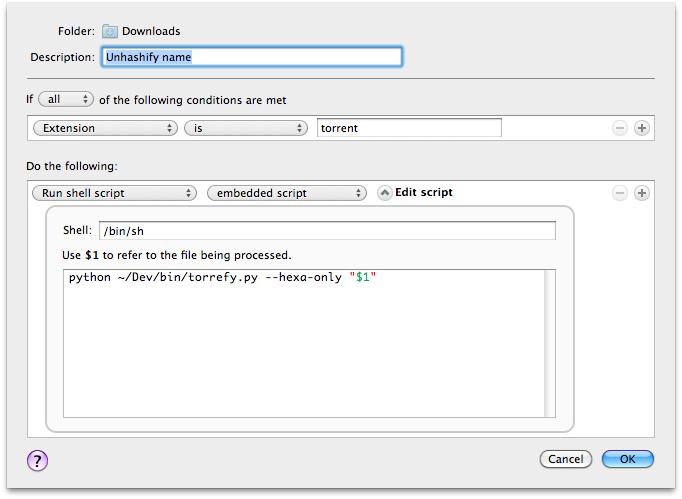 Folder: Downloads
Description: Unhashify name
If all of the following conditions are met
Extension is torrent
Do the following:
Run shell script embedded script Edit script
Shell: /bin/sh
Use $1 to refer to the file being processed.
python ~/Dev/bin/torrefy.py --hexa-only "$1"
? Cancel OK